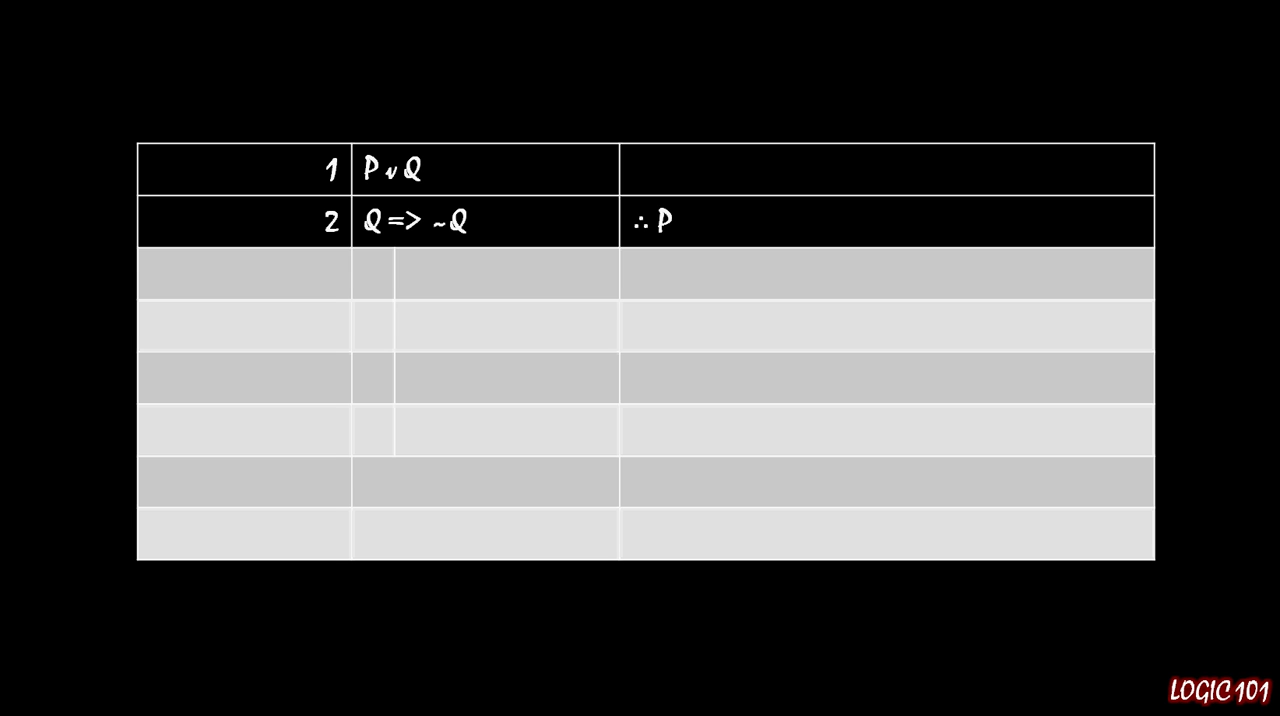 1 P v Q
2 Q => ~Q ∴ P
LOGIC 101